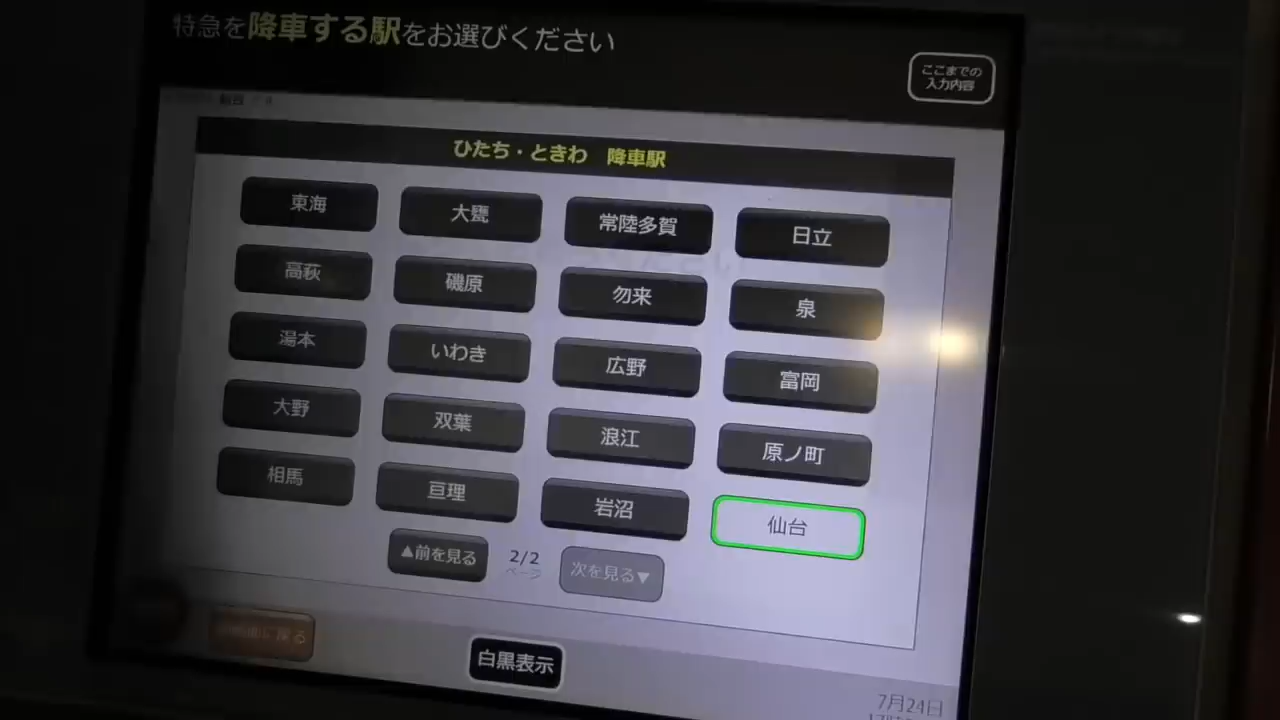 特急を降車する駅をお選びください
ここまでの
入力内容
ひたち・ときわ 降車駅
東海 大甕 常陸多賀 日立
高萩 磯原 勿来 泉
湯本 いわき 広野 富岡
大野 双葉 浪江 原ノ町
相馬 亘理 岩沼 仙台
▲前を見る 2/2 次を見る▼
ページ
に戻る
白黒表示
7月24日